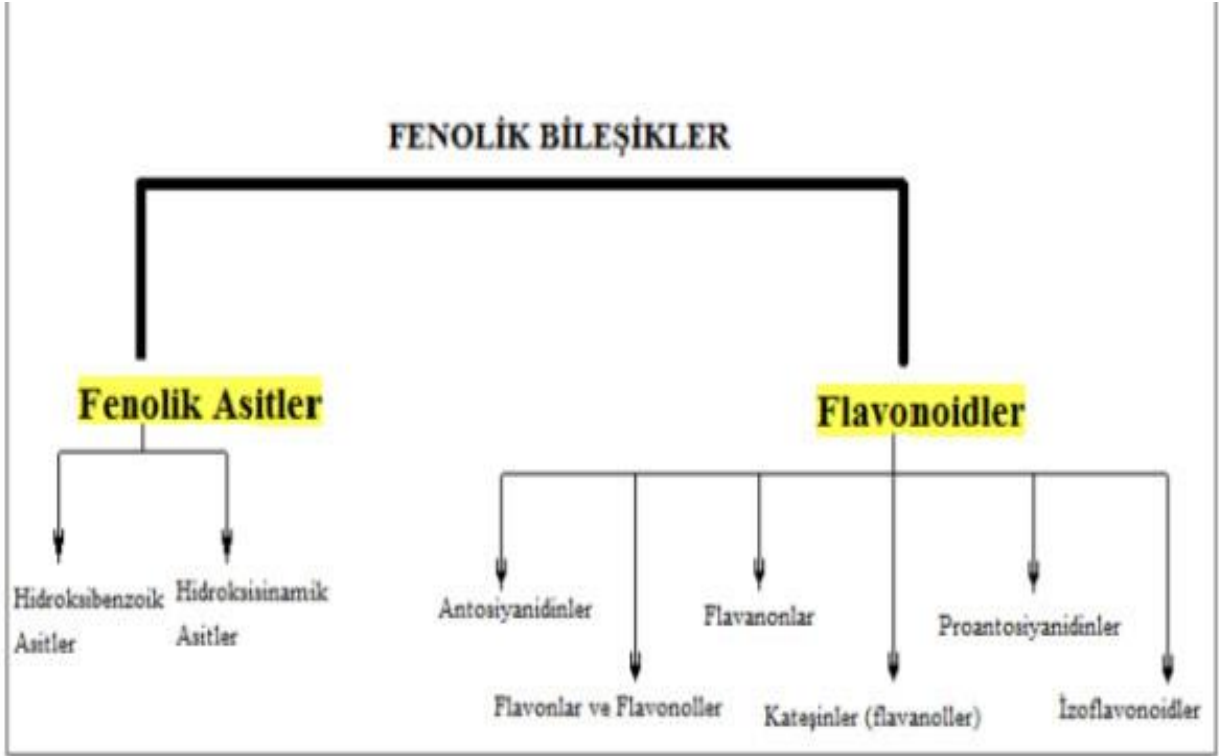 FENOLİK BİLEŞİKLER
Fenolik Asitler
Flavonoidler
Hidroksibenzoik
Asitler
Hidroksisinamik
Asitler
Antosiyanidinler
Flavonlar ve Flavonoller
Flavanonlar
Kateşinler (flavanoller)
Proantosiyanidinler
İzoflavonoidler